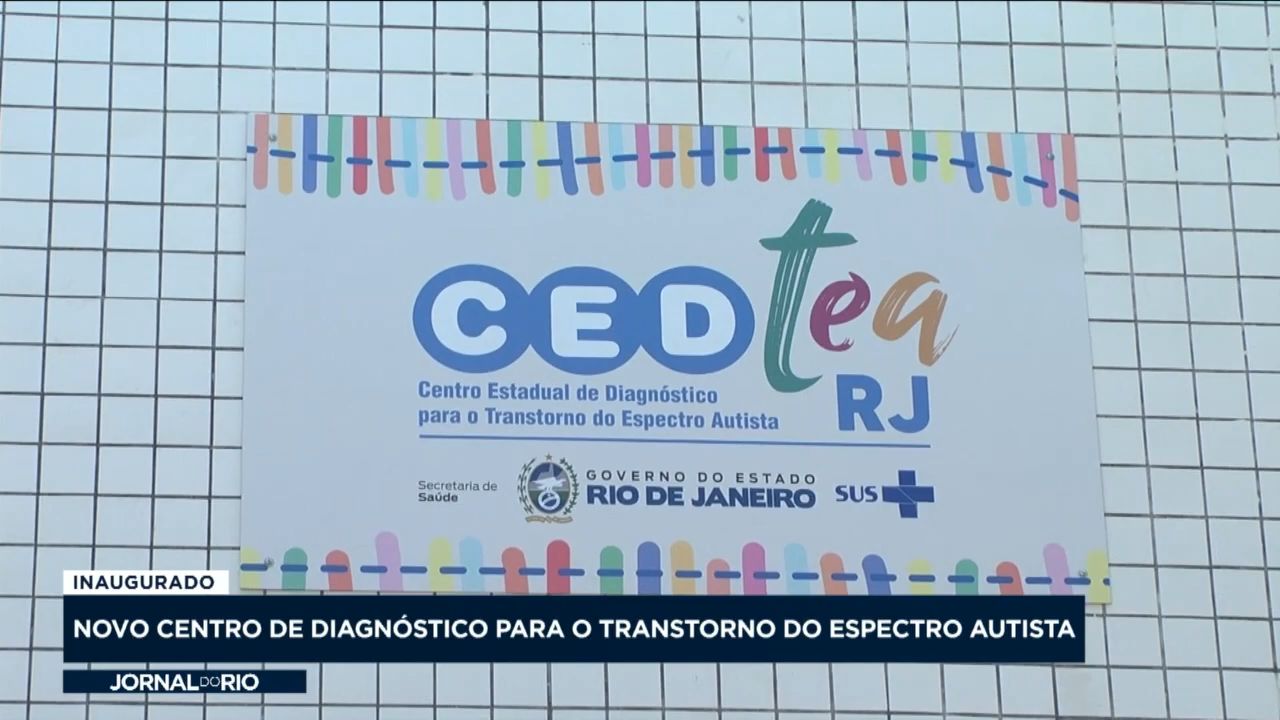 CED tea
RJ
Centro Estadual de Diagnóstico
para o Transtorno do Espectro Autista
Secretaria de
Saúde
GOVERNO DO ESTADO
RIO DE JANEIRO
SUS
INAUGURADO
NOVO CENTRO DE DIAGNÓSTICO PARA O TRANSTORNO DO ESPECTRO AUTISTA
JORNAL DO RIO